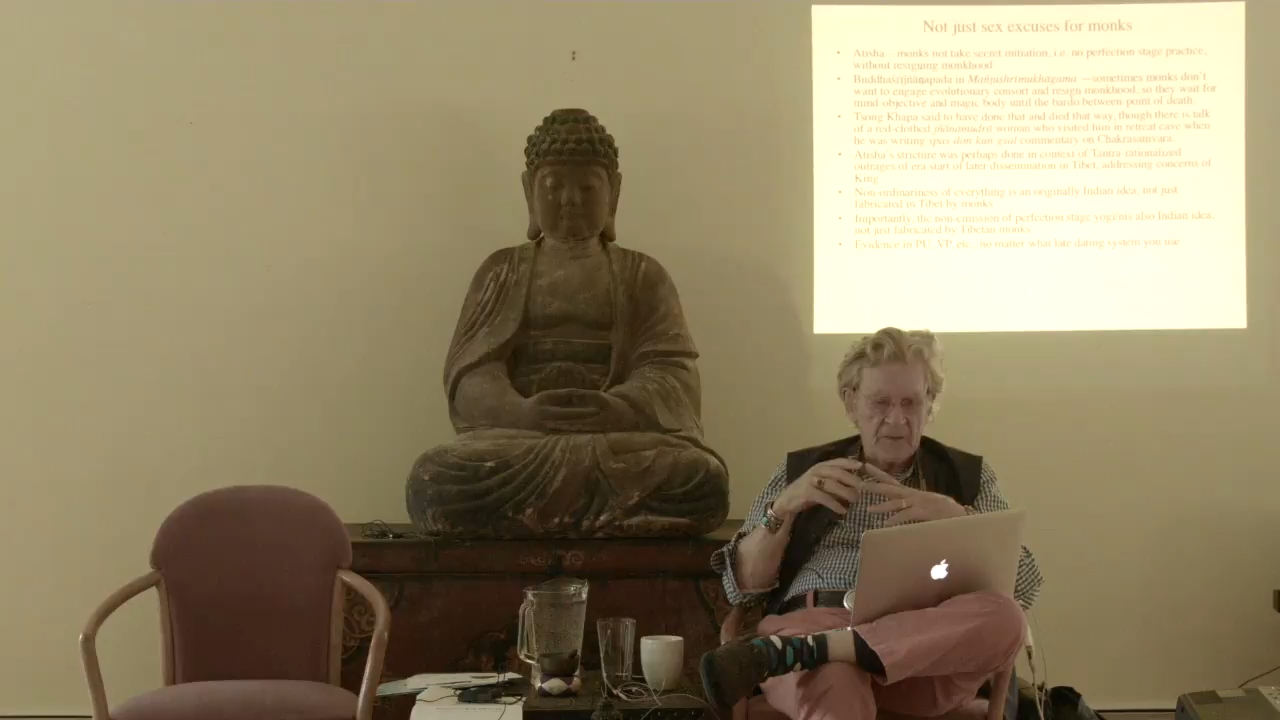 Not just sex excuses for monks
• Atisha – monks not take secret initiation, i.e. no perfection stage practice,
without resigning monkhood
• Buddhashrijnanapada in Manjushrimukhagama —sometimes monks don't
want to engage evolutionary consort and resign monkhood, so they wait for
mind objective and magic body until the bardo between point of death.
• Tsong Khapa said to have done that and died that way, though there is talk
of a red-clothed woman who visited him in retreat cave when
he was writing commentary on Chakrasamvara.
• Atisha's stricture was perhaps done in context of Tantra-rationalized
outrages of era start of later dissemination in Tibet, addressing concerns of
King.
• Non-ordinariness of everything is an originally Indian idea, not just
fabricated in Tibet by monks.
• Importantly, the non-emission of perfection stage yoga is also Indian idea,
not just fabricated by Tibetan monks.
• Evidence in PU, VP, etc., no matter what late dating system you use